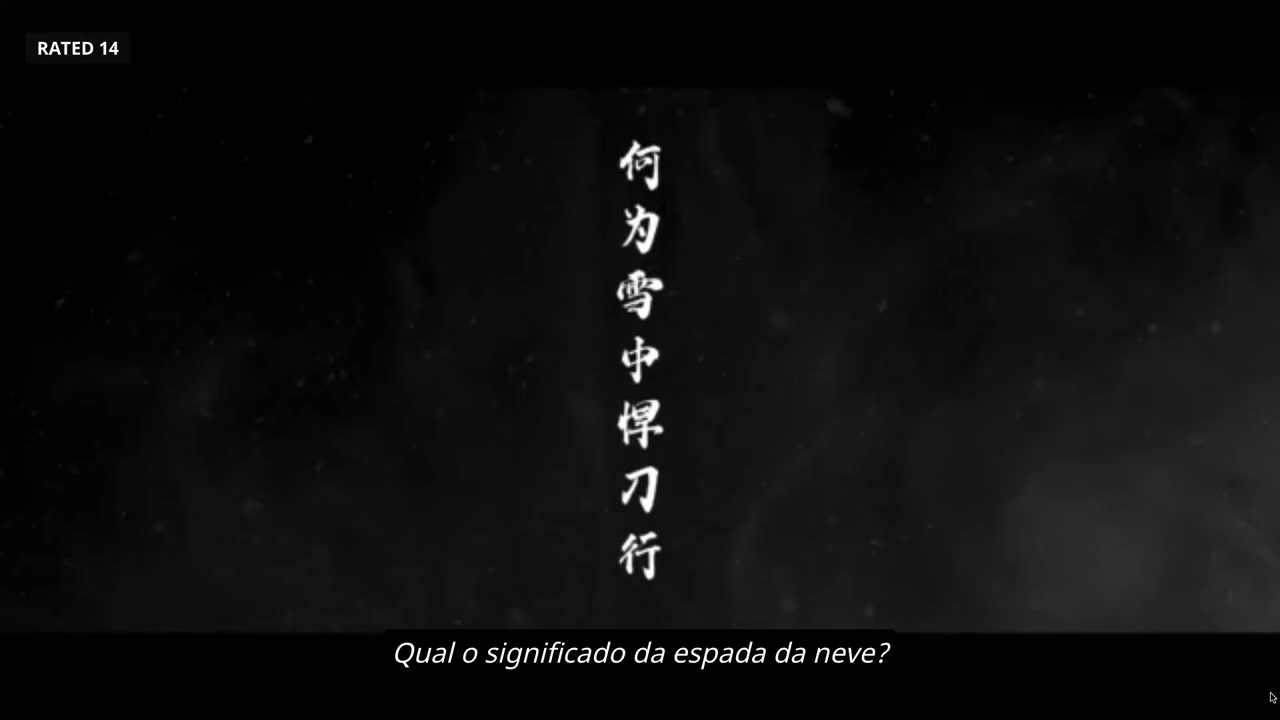 RATED 14
何为雪中悍刀行
Qual o significado da espada da neve?